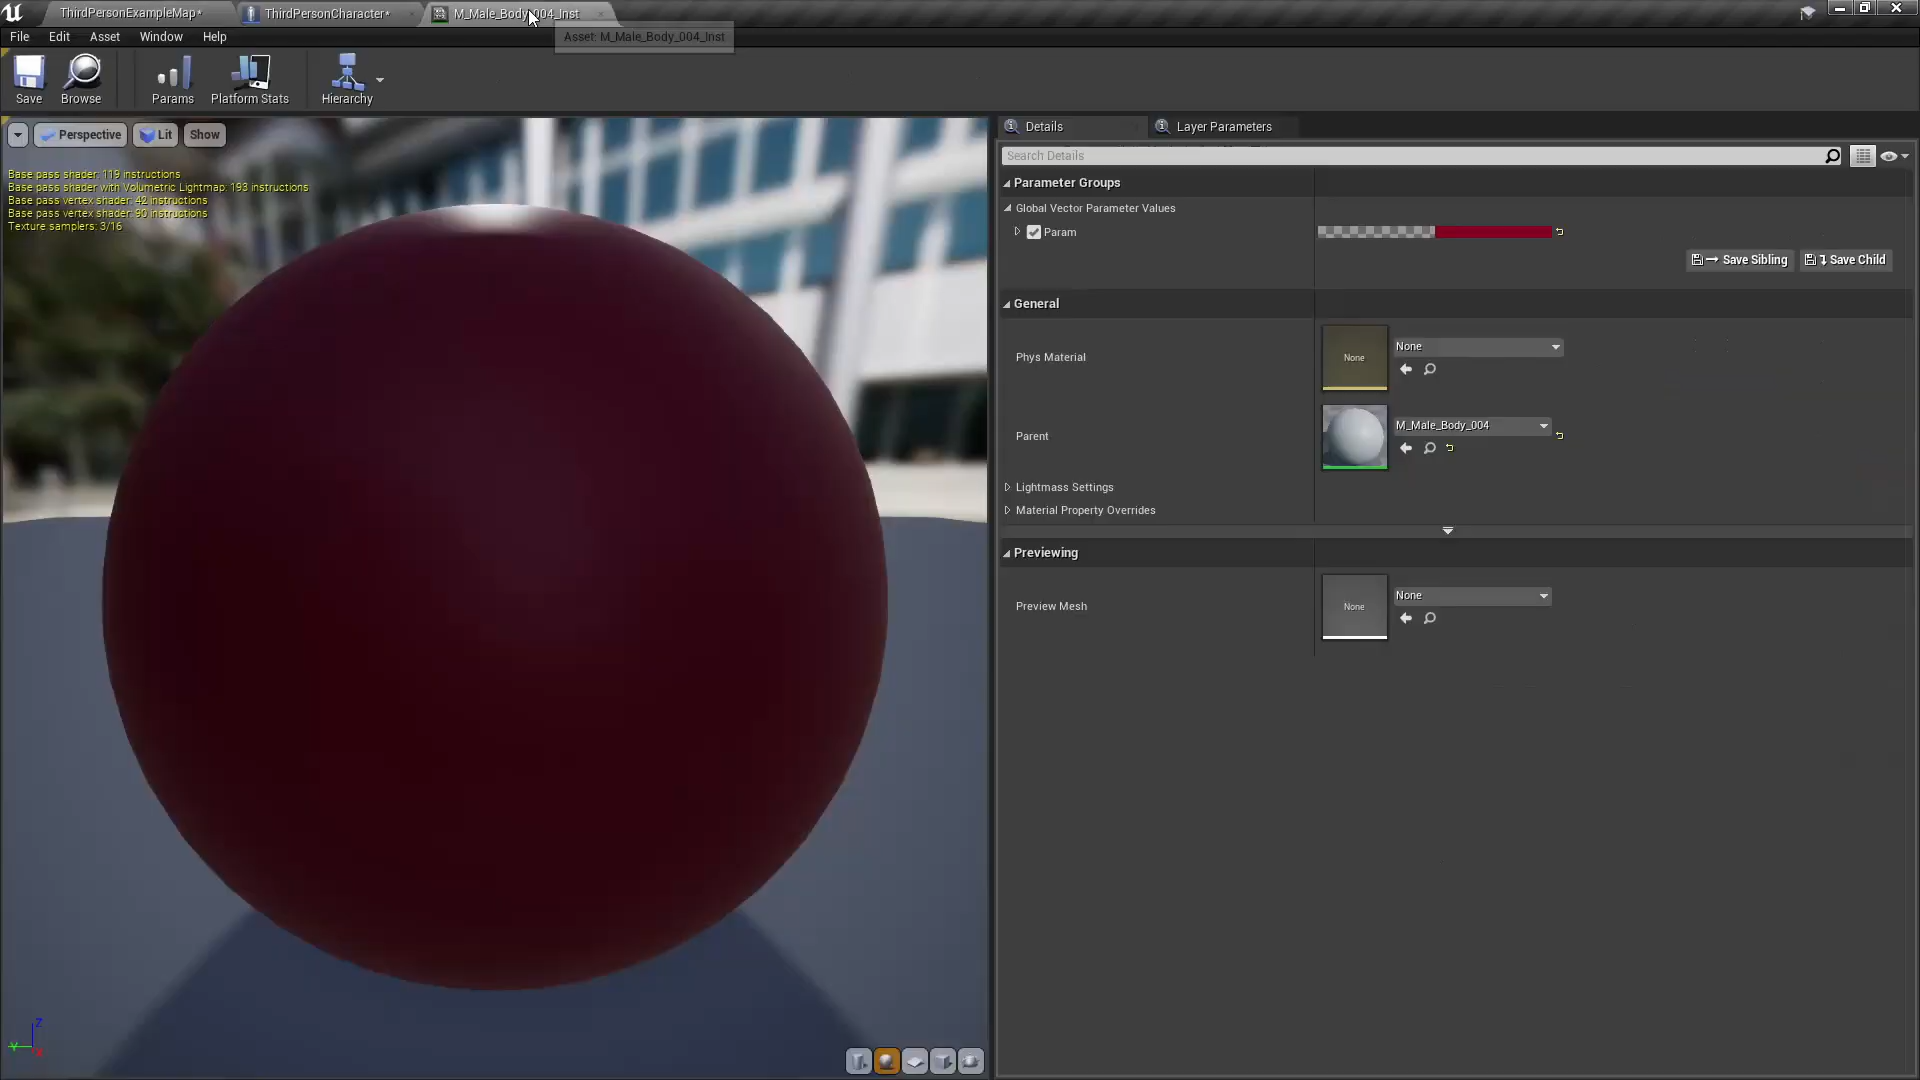 ThirdPersonExampleMap*
ThirdPersonCharacter*
M_Male_Body_004_Inst
File Edit Asset Window Help
Asset: M_Male_Body_004_Inst
Save Browse Params Platform Stats Hierarchy
Perspective Lit Show
Base pass shader: 119 instructions
Base pass shader with Volumetric Lightmap: 193 instructions
Base pass vertex shader: 42 instructions
Base pass vertex shader: 90 instructions
Texture samplers: 3/16
Z
Y
X
Details Layer Parameters
Search Details
Parameter Groups
Global Vector Parameter Values
Param
Save Sibling Save Child
General
Phys Material None None
Parent M_Male_Body_004
Lightmass Settings
Material Property Overrides
Previewing
Preview Mesh None None